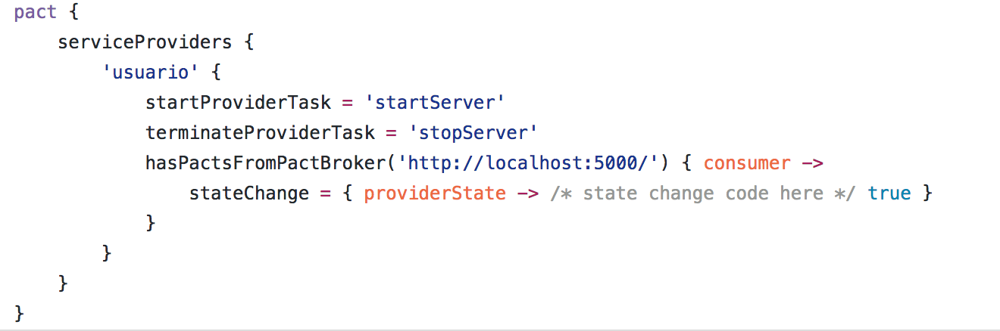 pact {
    serviceProviders {
        'usuario' {
            startProviderTask = 'startServer'
            terminateProviderTask = 'stopServer'
            hasPactsFromPactBroker('http://localhost:5000/') { consumer ->
                stateChange = { providerState -> /* state change code here */ true }
            }
        }
    }
}